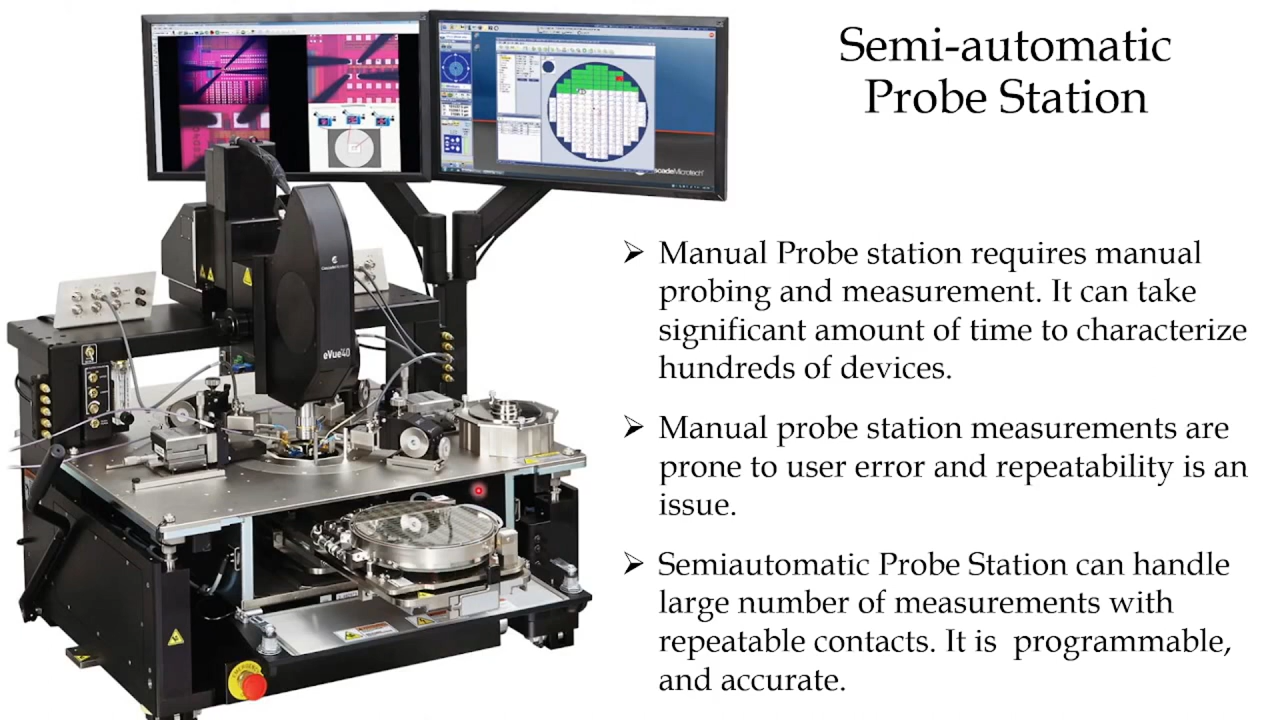 Semi-automatic
Probe Station
➢ Manual Probe station requires manual
probing and measurement. It can take
significant amount of time to characterize
hundreds of devices.
➢ Manual probe station measurements are
prone to user error and repeatability is an
issue.
➢ Semiautomatic Probe Station can handle
large number of measurements with
repeatable contacts. It is programmable,
and accurate.
eVue